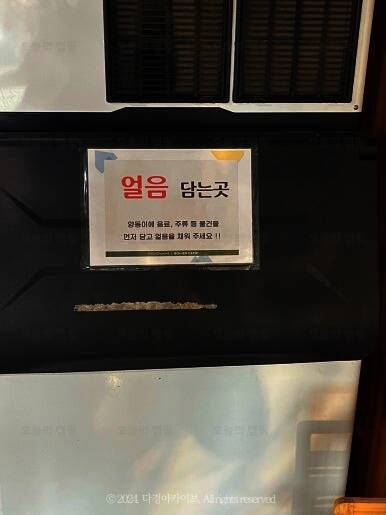 얼음 담는곳
양동이에 음료, 주류 등 물건을
먼저 담고 얼음을 채워 주세요 !!
© 2024. 다경아카이브. All rights reserved.